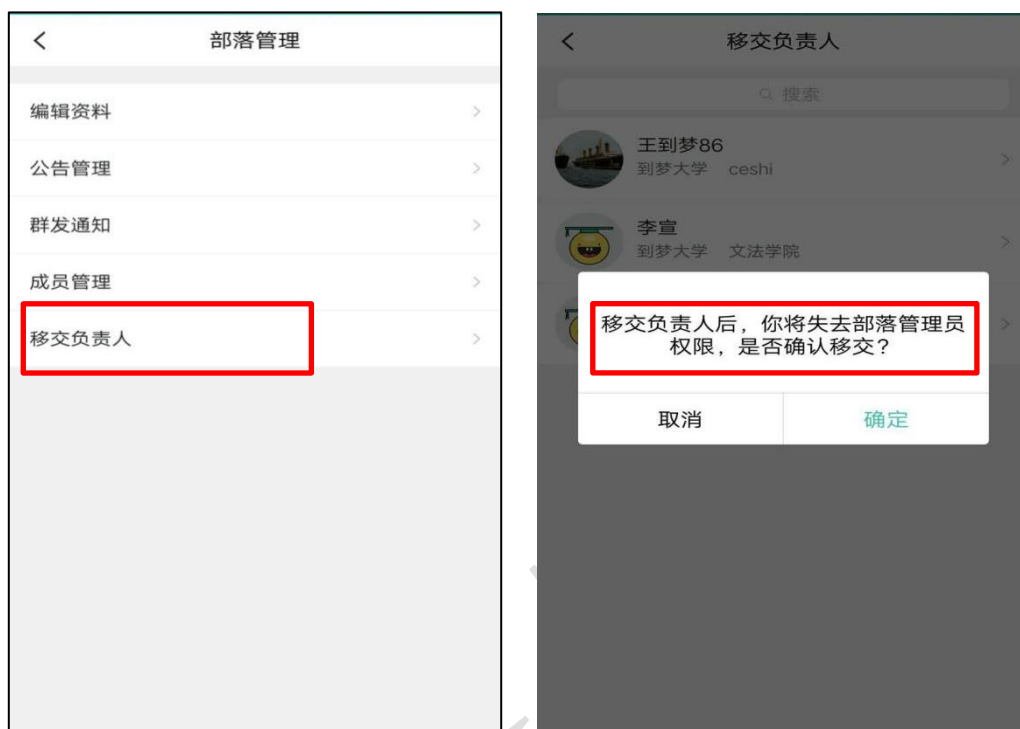 部落管理
编辑资料
公告管理
群发通知
成员管理
移交负责人
移交负责人
搜索
王到梦86
到梦大学 ceshi
李宣
到梦大学 文法学院
移交负责人后，你将失去部落管理员
权限，是否确认移交？
取消
确定